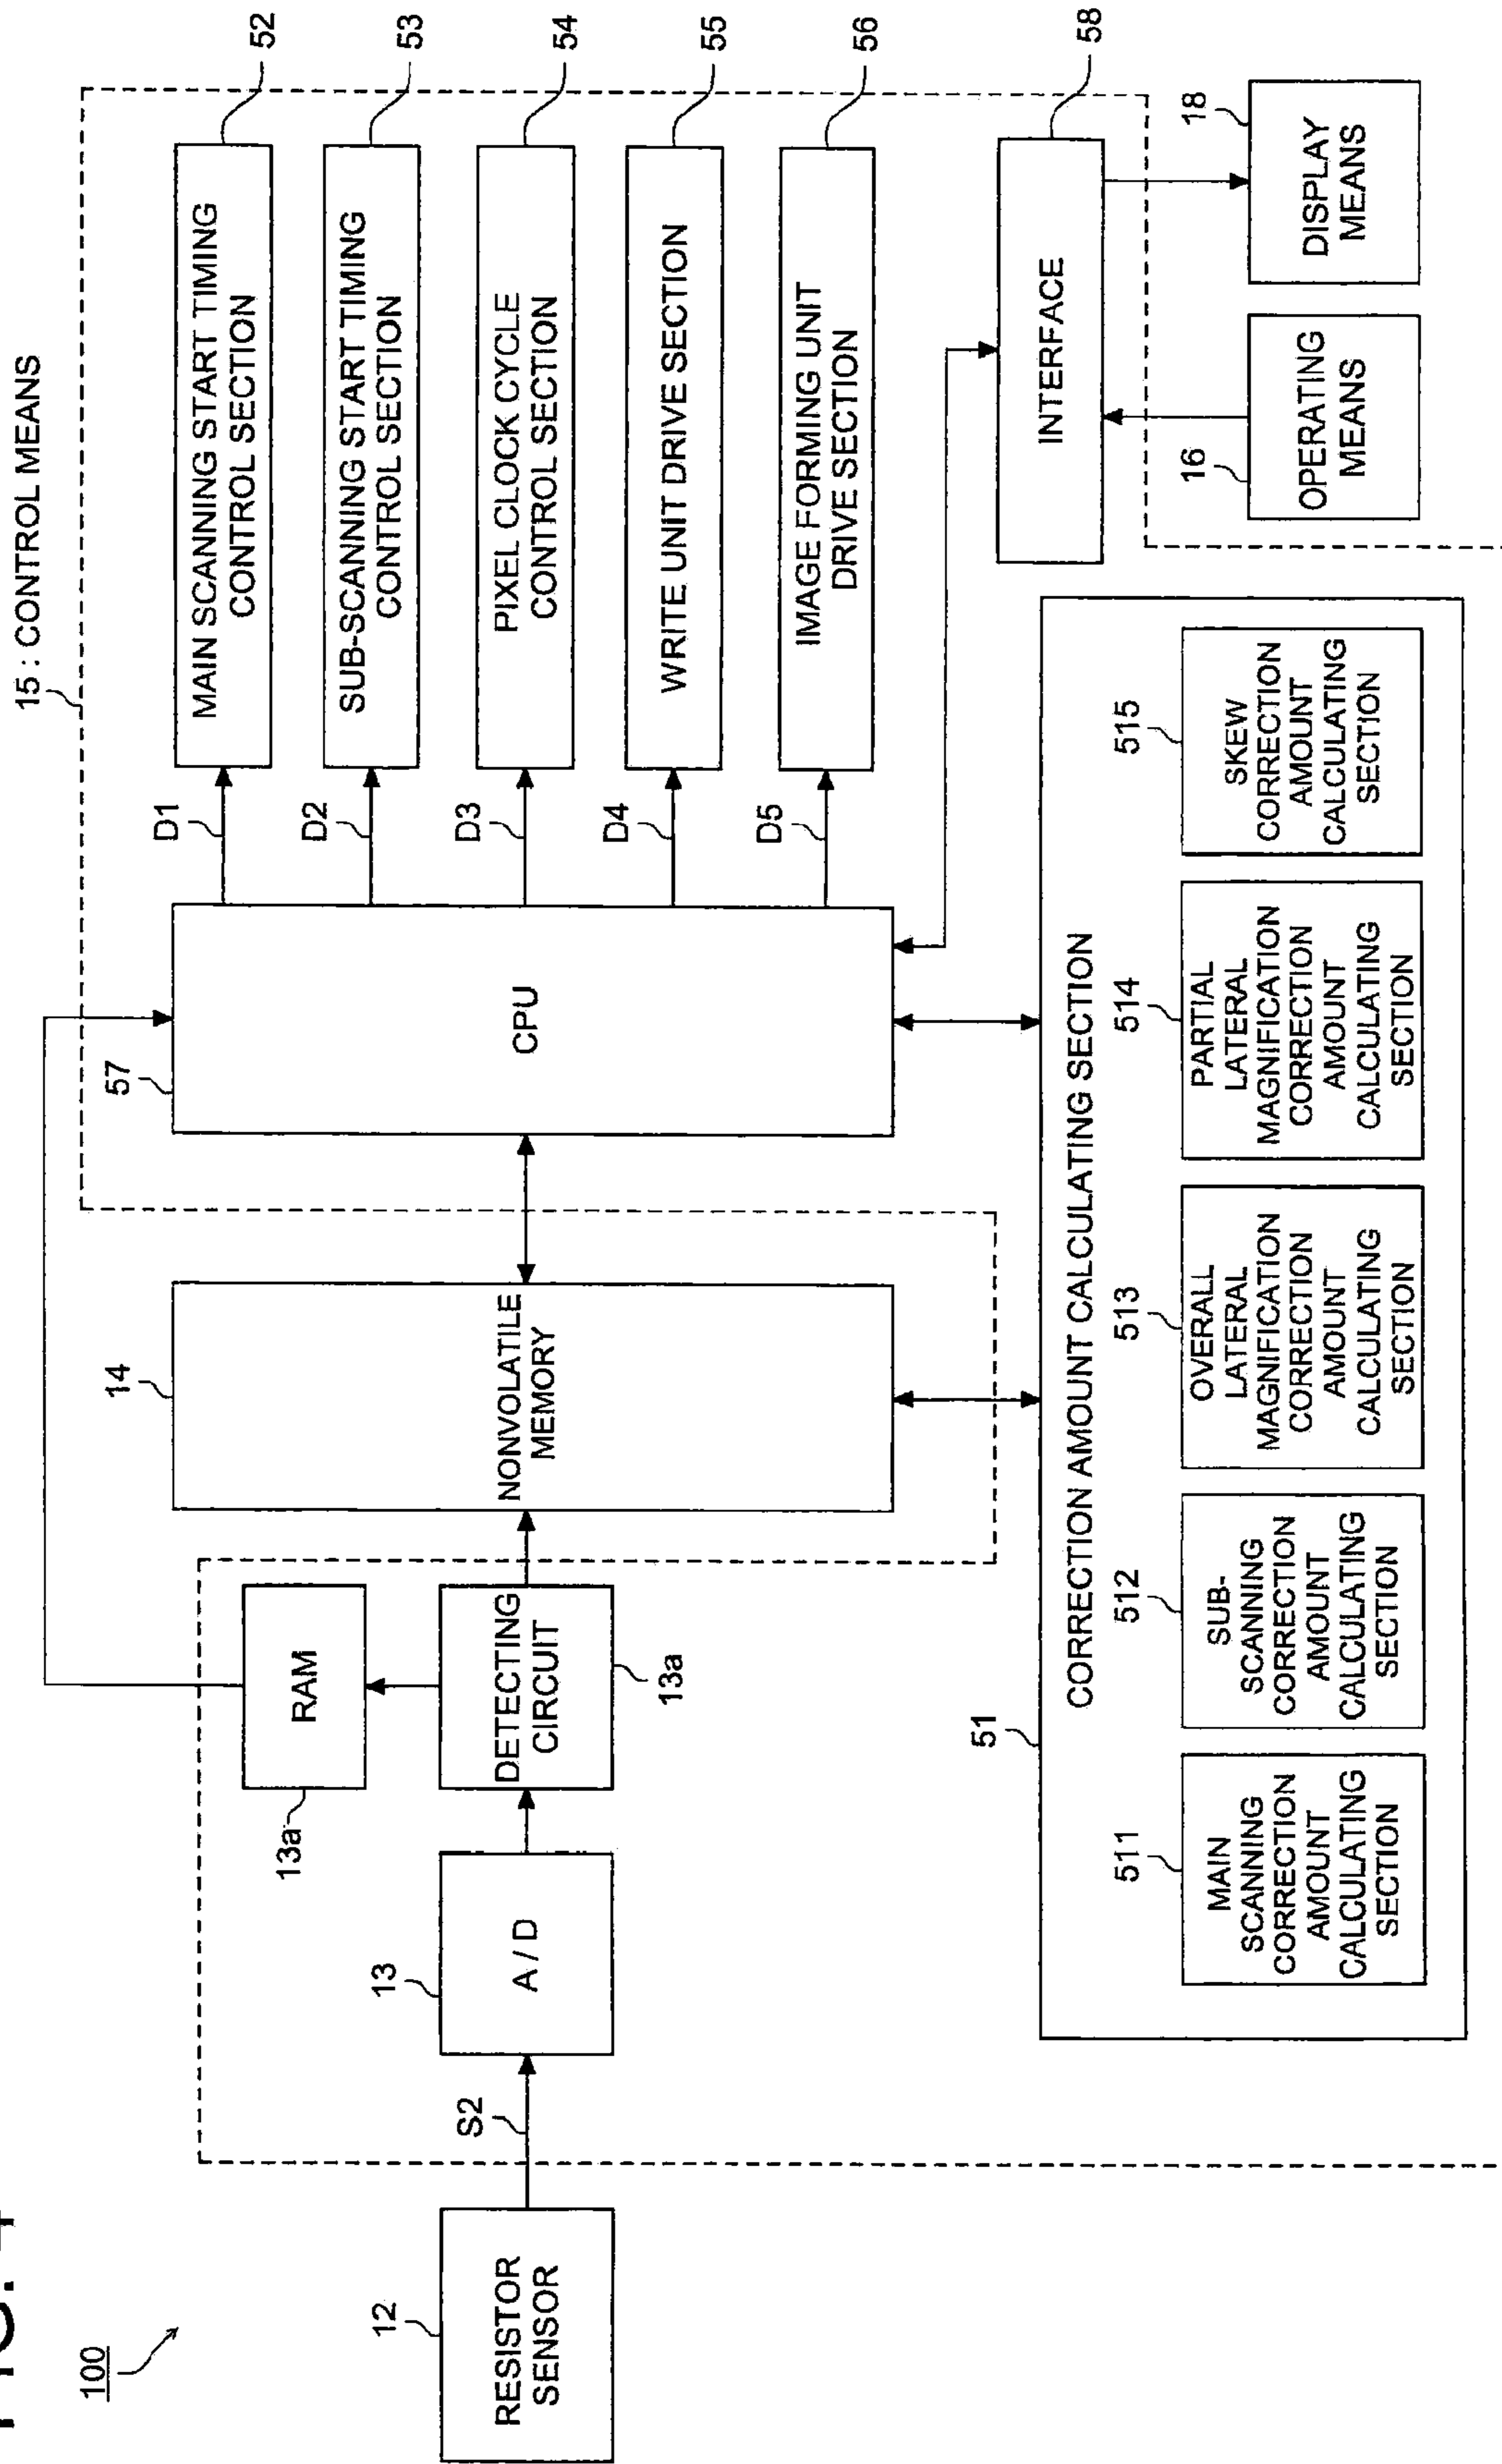 FIG. 4
100
15 : CONTROL MEANS
12
RESISTOR
SENSOR
S2
13
A / D
13a
RAM
DETECTING
CIRCUIT
13a
14
NONVOLATILE
MEMORY
57
CPU
D1
MAIN SCANNING START TIMING
CONTROL SECTION
52
D2
SUB-SCANNING START TIMING
CONTROL SECTION
53
D3
PIXEL CLOCK CYCLE
CONTROL SECTION
54
D4
WRITE UNIT DRIVE SECTION
55
D5
IMAGE FORMING UNIT
DRIVE SECTION
56
INTERFACE
58
16
OPERATING
MEANS
18
DISPLAY
MEANS
51
CORRECTION AMOUNT CALCULATING SECTION
511
MAIN
SCANNING
CORRECTION
AMOUNT
CALCULATING
SECTION
512
SUB-
SCANNING
CORRECTION
AMOUNT
CALCULATING
SECTION
513
OVERALL
LATERAL
MAGNIFICATION
CORRECTION
AMOUNT
CALCULATING
SECTION
514
PARTIAL
LATERAL
MAGNIFICATION
CORRECTION
AMOUNT
CALCULATING
SECTION
515
SKEW
CORRECTION
AMOUNT
CALCULATING
SECTION